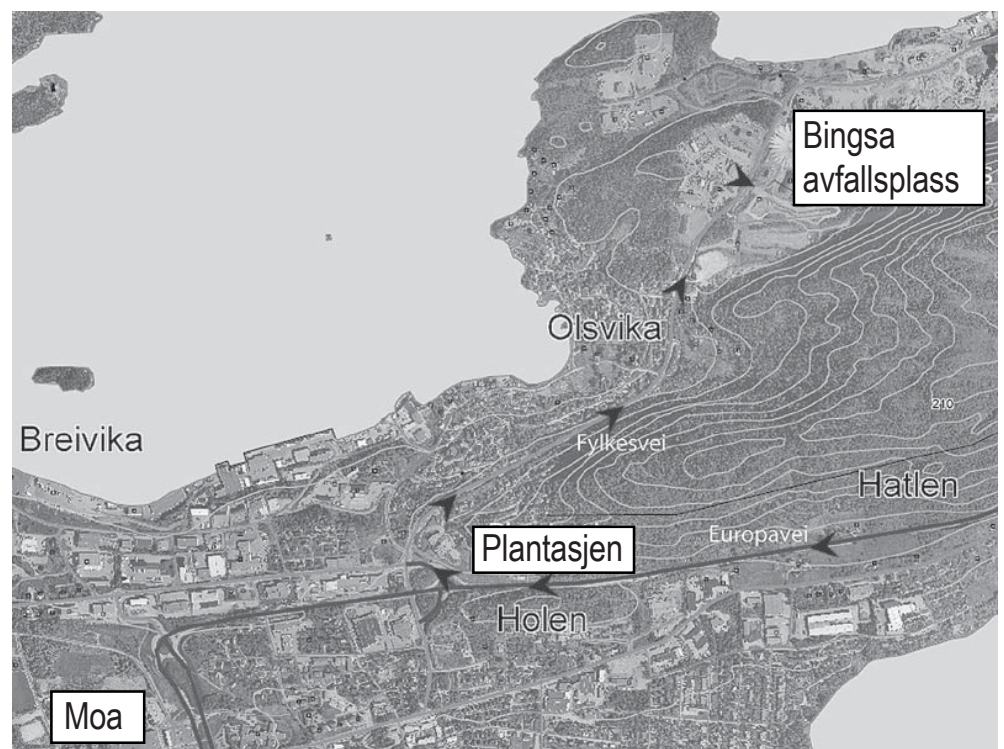 Bingsa
avfallsplass
Olsvika
Breivika
Fylkesvei
210
Hatlen
Europavei
Plantasjen
Holen
Moa